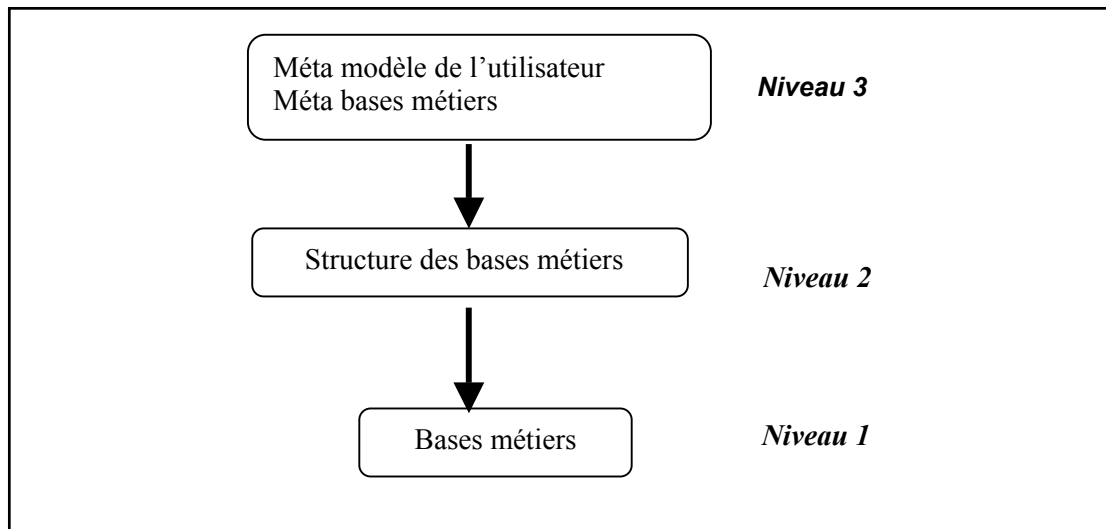 Méta modèle de l’utilisateur
Méta bases métiers
Niveau 3
Structure des bases métiers
Niveau 2
Bases métiers
Niveau 1